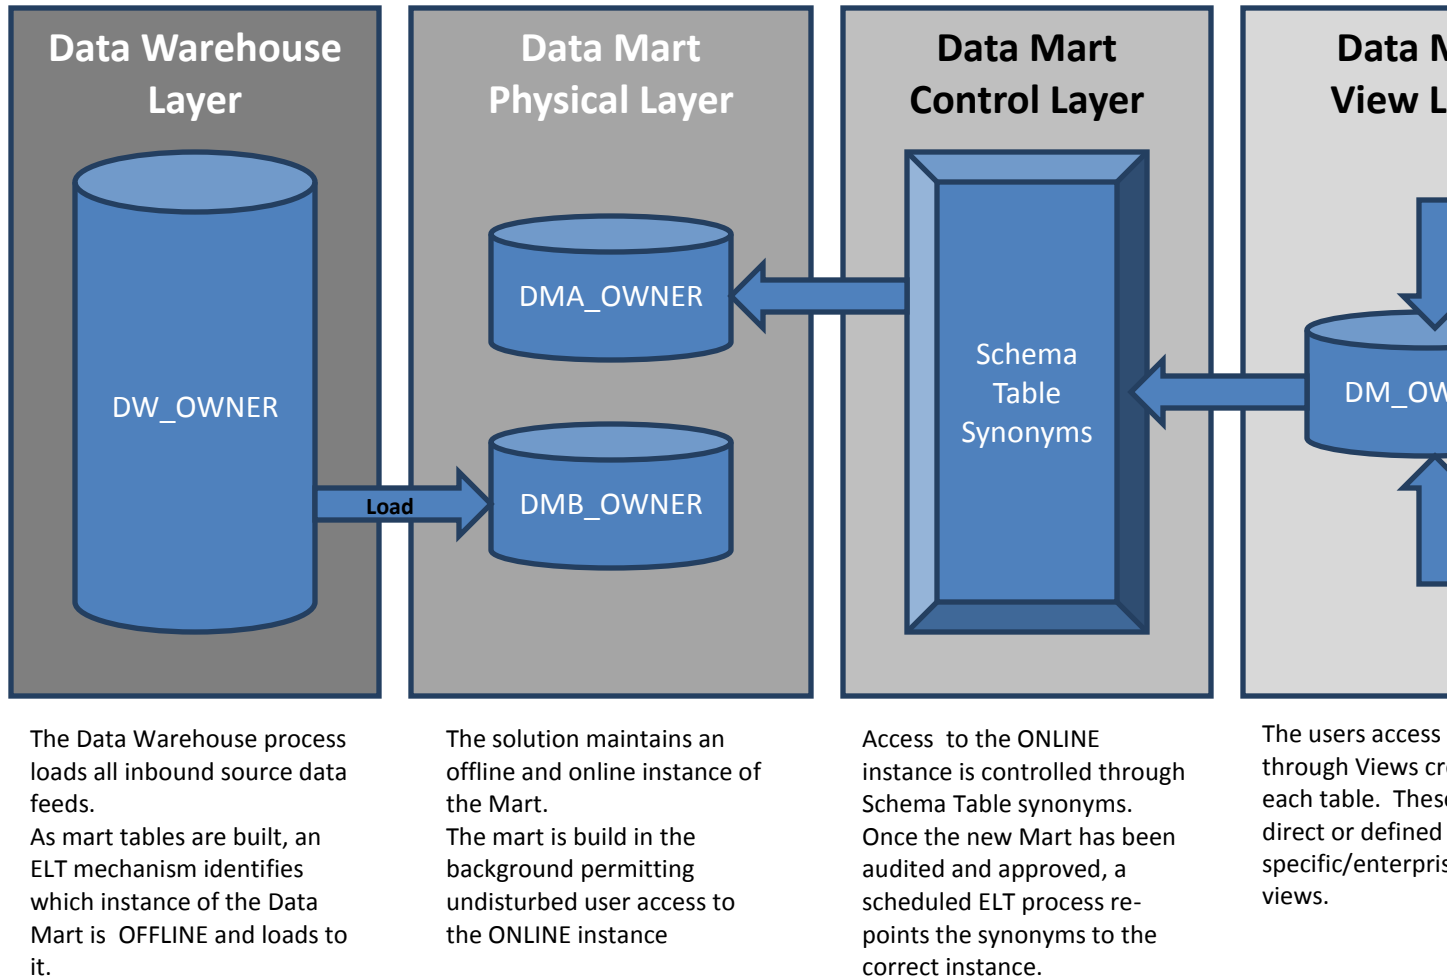 Data Warehouse
Layer
DW_OWNER
Load
Data Mart
Physical Layer
DMA_OWNER
DMB_OWNER
Data Mart
Control Layer
Schema
Table
Synonyms
Data
View
The Data Warehouse process
loads all inbound source data
feeds.
As mart tables are built, an
ELT mechanism identifies
which instance of the Data
Mart is  OFFLINE and loads to
it.
The solution maintains an
offline and online instance of
the Mart.
The mart is build in the
background permitting
undisturbed user access to
the ONLINE instance
Access  to the ONLINE
instance is controlled through
Schema Table synonyms.
Once the new Mart has been
audited and approved, a
scheduled ELT process re-
points the synonyms to the
correct instance.
The users access
through Views
each table.  These
direct or defined
views.